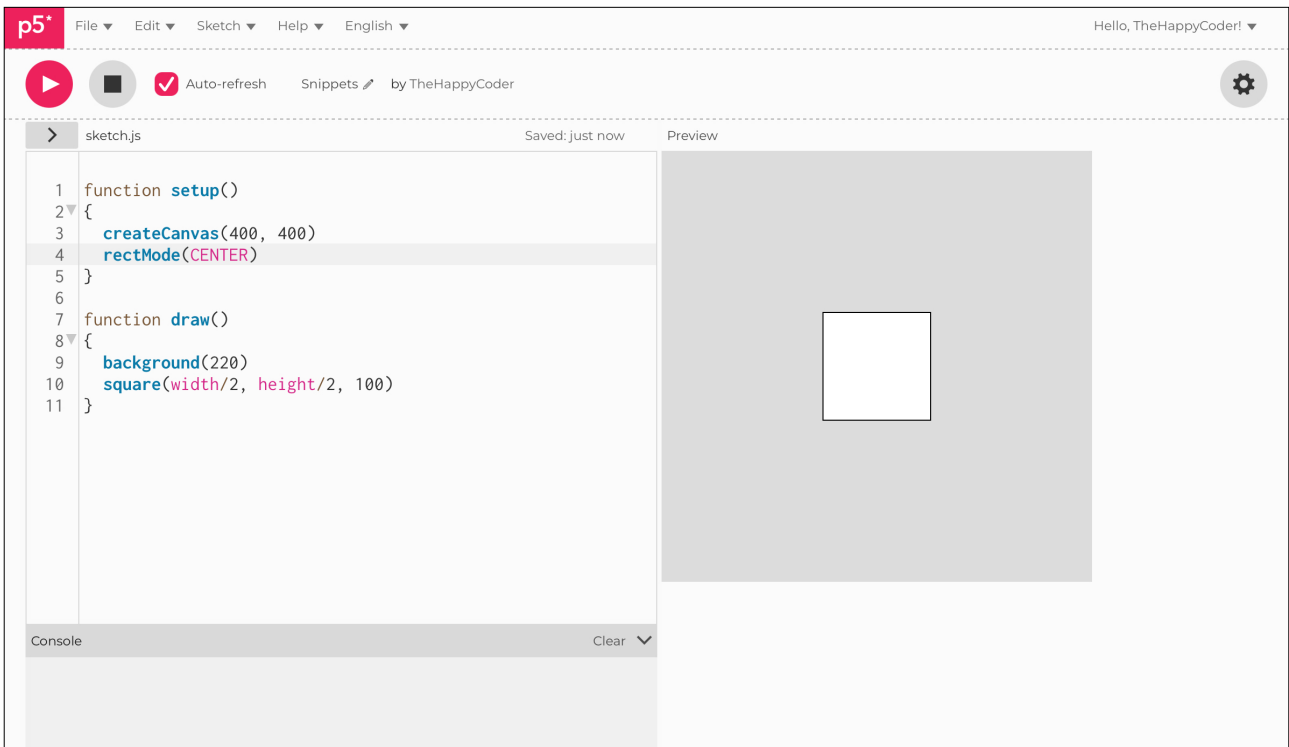 p5* File Edit Sketch Help English Hello, TheHappyCoder!
Auto-refresh Snippets by TheHappyCoder
sketch.js Saved: just now Preview
1 function setup()
2 {
3 createCanvas(400, 400)
4 rectMode(CENTER)
5 }
6
7 function draw()
8 {
9 background(220)
10 square(width/2, height/2, 100)
11 }
Console Clear